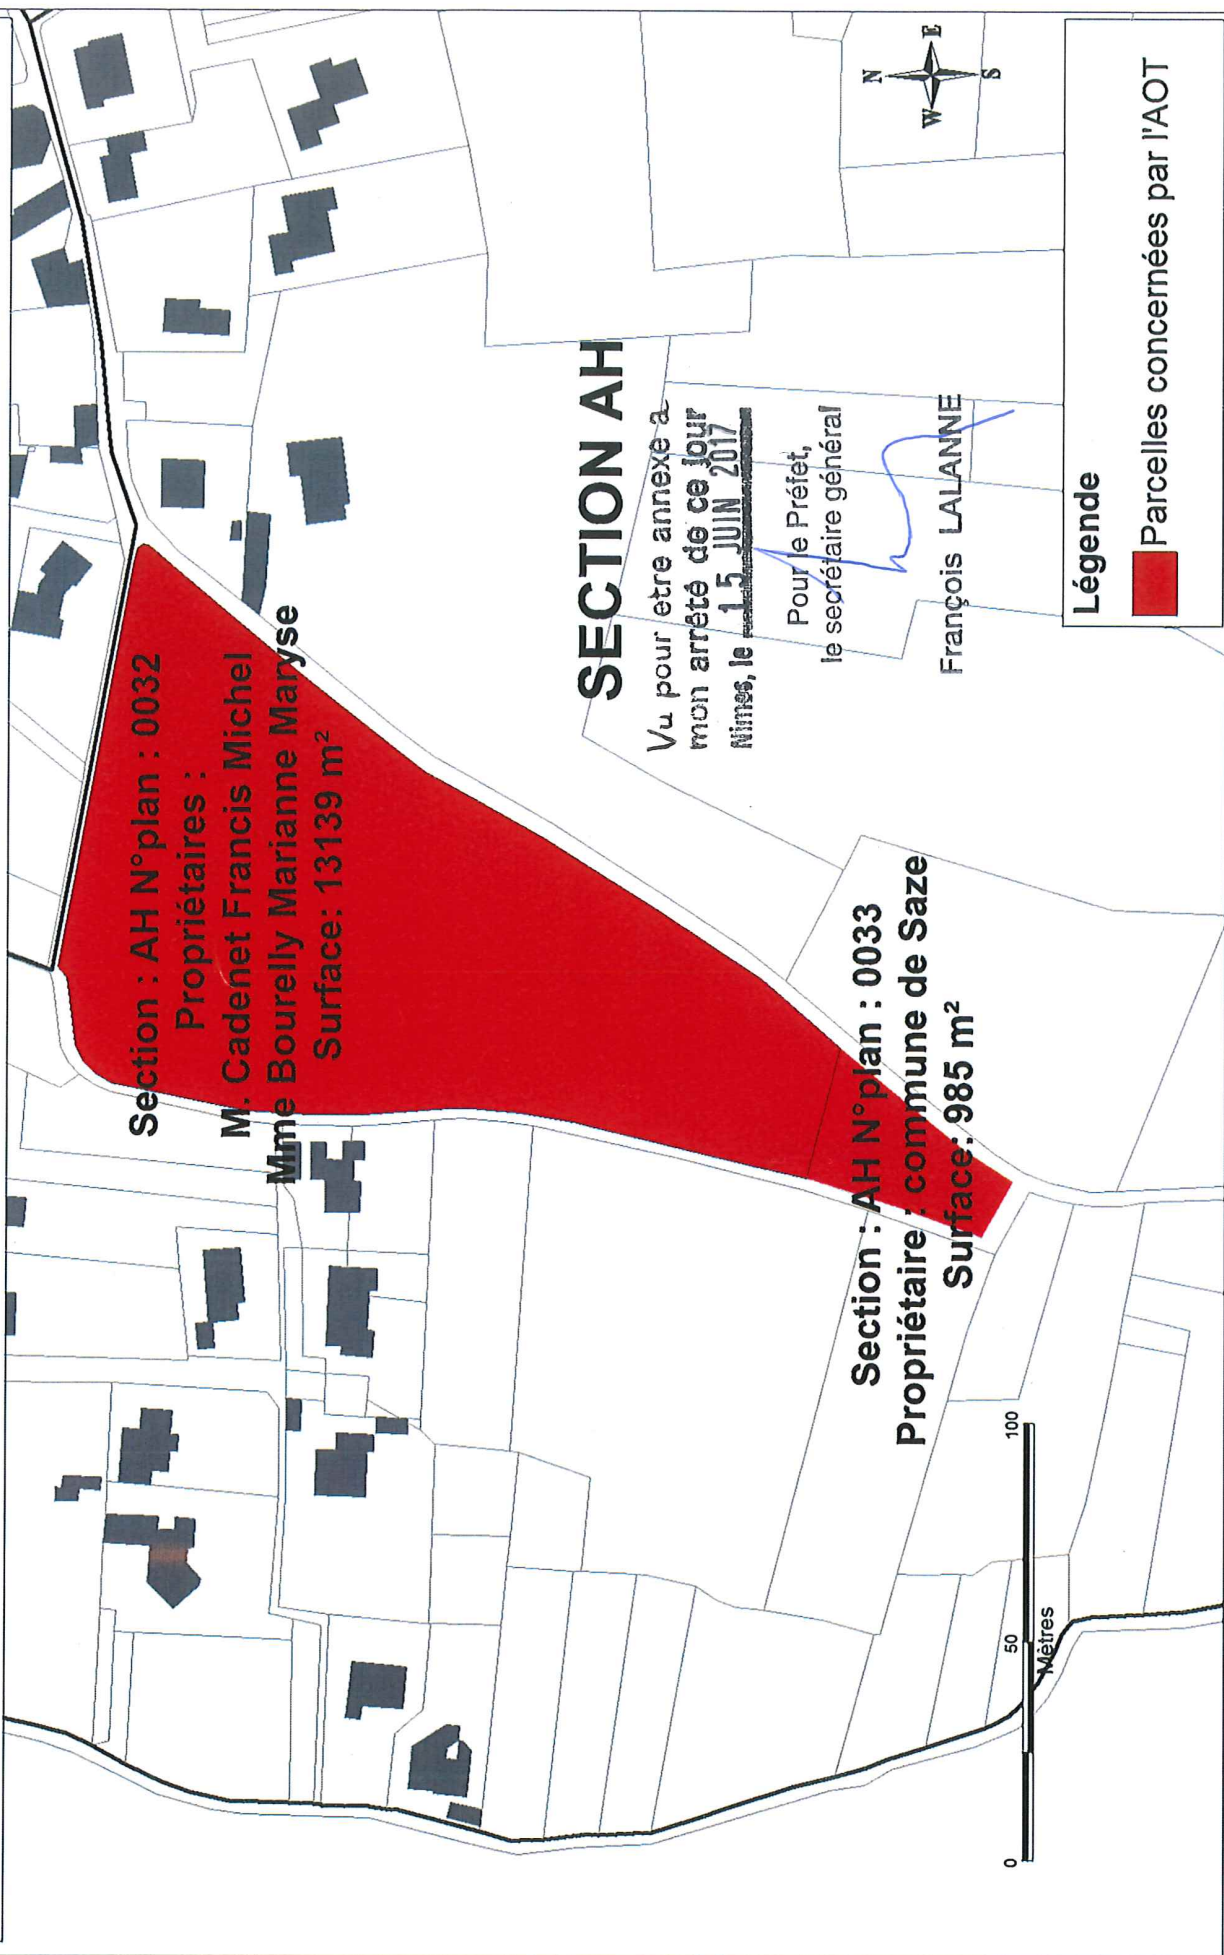 Section : AH N°plan : 0032
Propriétaires :
M. Cadenet Francis Michel
Mme Bourelly Marianne Maryse
Surface: 13139 m²
SECTION AH
Vu pour etre annexé à
mon arrêté de ce jour
Nimes, le 15 JUIN 2017
Pour le Préfet,
le secrétaire général
François LALANNE
Section : AH N°plan : 0033
Propriétaire : commune de Saze
Surface: 985 m²
N
W E
S
0 50 100
Mètres
Légende
Parcelles concernées par l'AOT